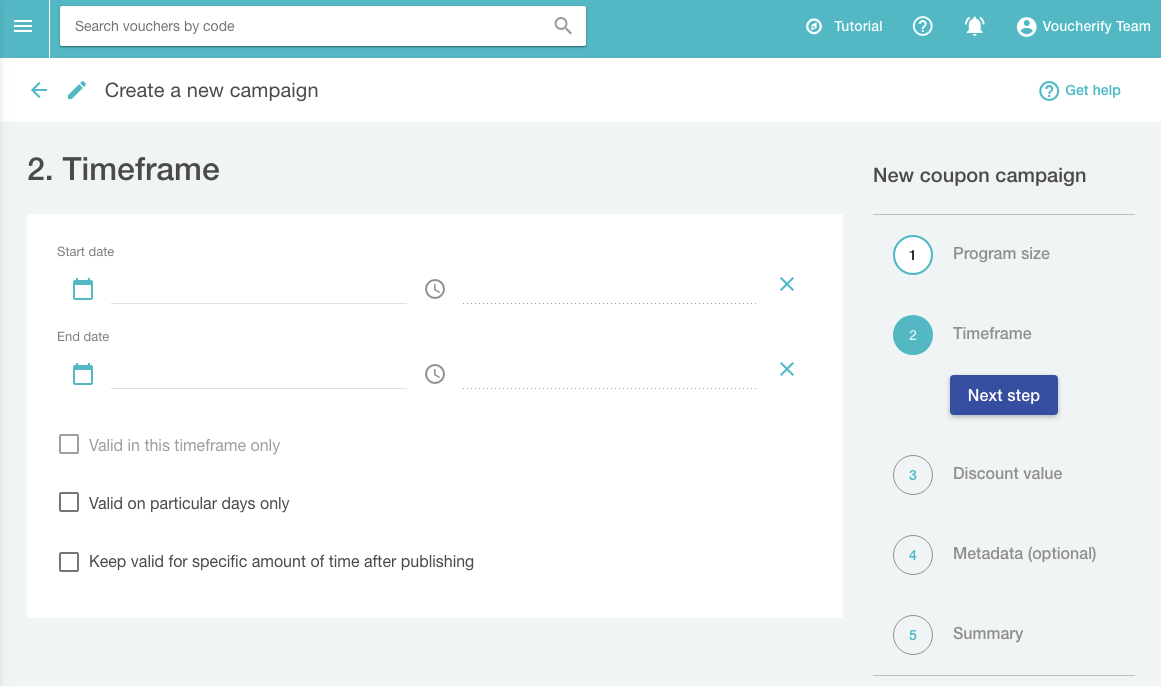 Search vouchers by code
Tutorial
Voucherify Team
Create a new campaign
Get help
2. Timeframe
Start date
End date
Valid in this timeframe only
Valid on particular days only
Keep valid for specific amount of time after publishing
New coupon campaign
1 Program size
2 Timeframe
Next step
3 Discount value
4 Metadata (optional)
5 Summary